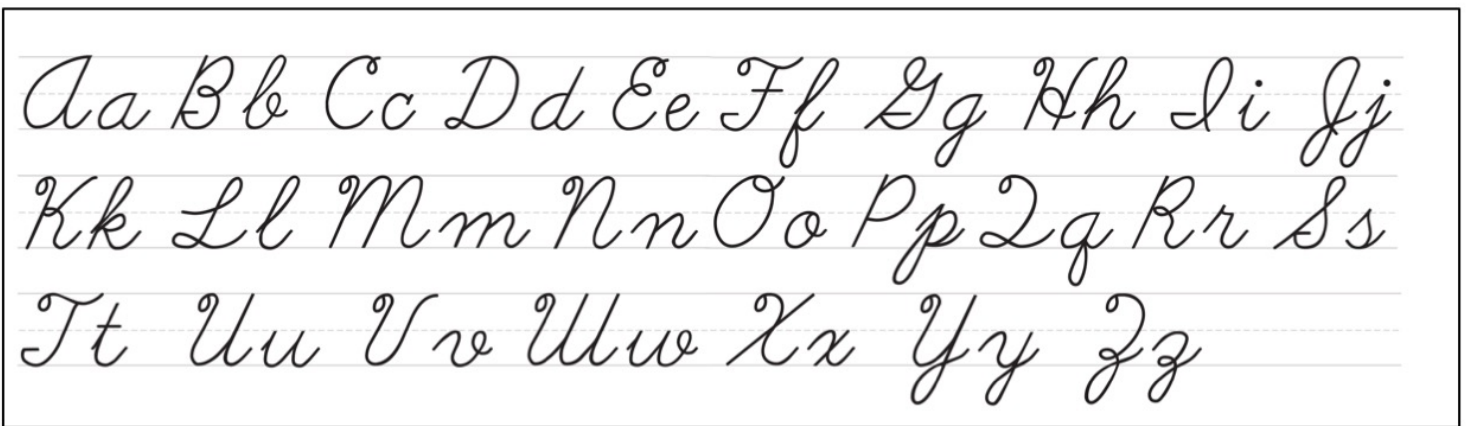 Aa Bb Cc Dd Ee Ff Gg Hh Ii Jj
Kk Ll Mm Nn Oo Pp Qq Rr Ss
Tt Uu Vv Ww Xx Yy Zz